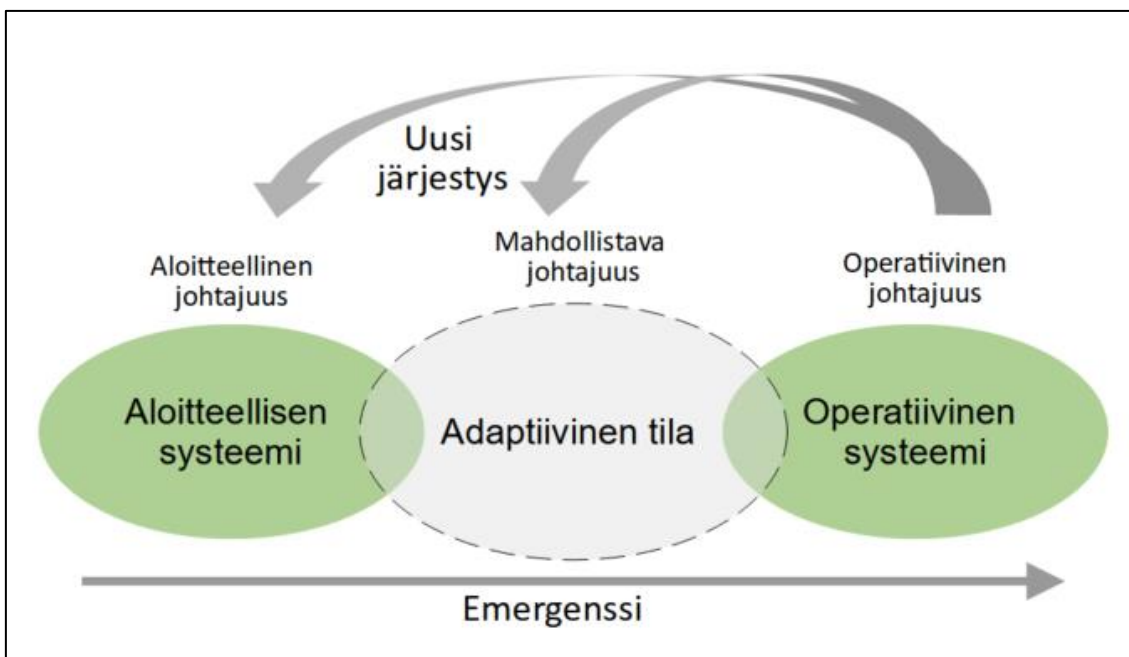 Uusi
järjestys
Aloitteellinen
johtajuus
Mahdollistava
johtajuus
Operatiivinen
johtajuus
Aloitteellisen
systeemi
Adaptiivinen tila
Operatiivinen
systeemi
Emergenssi